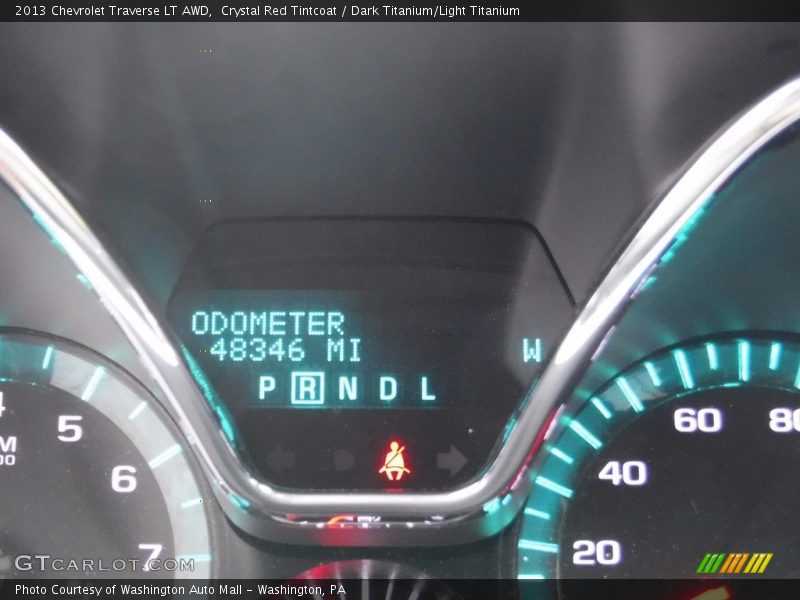 2013 Chevrolet Traverse LT AWD,  Crystal Red Tintcoat / Dark Titanium/Light Titanium
ODOMETER
48346 MI W
P R N D L
5
6
7
20
40
60
80
GTCARLOT.COM
Photo Courtesy of Washington Auto Mall – Washington, PA